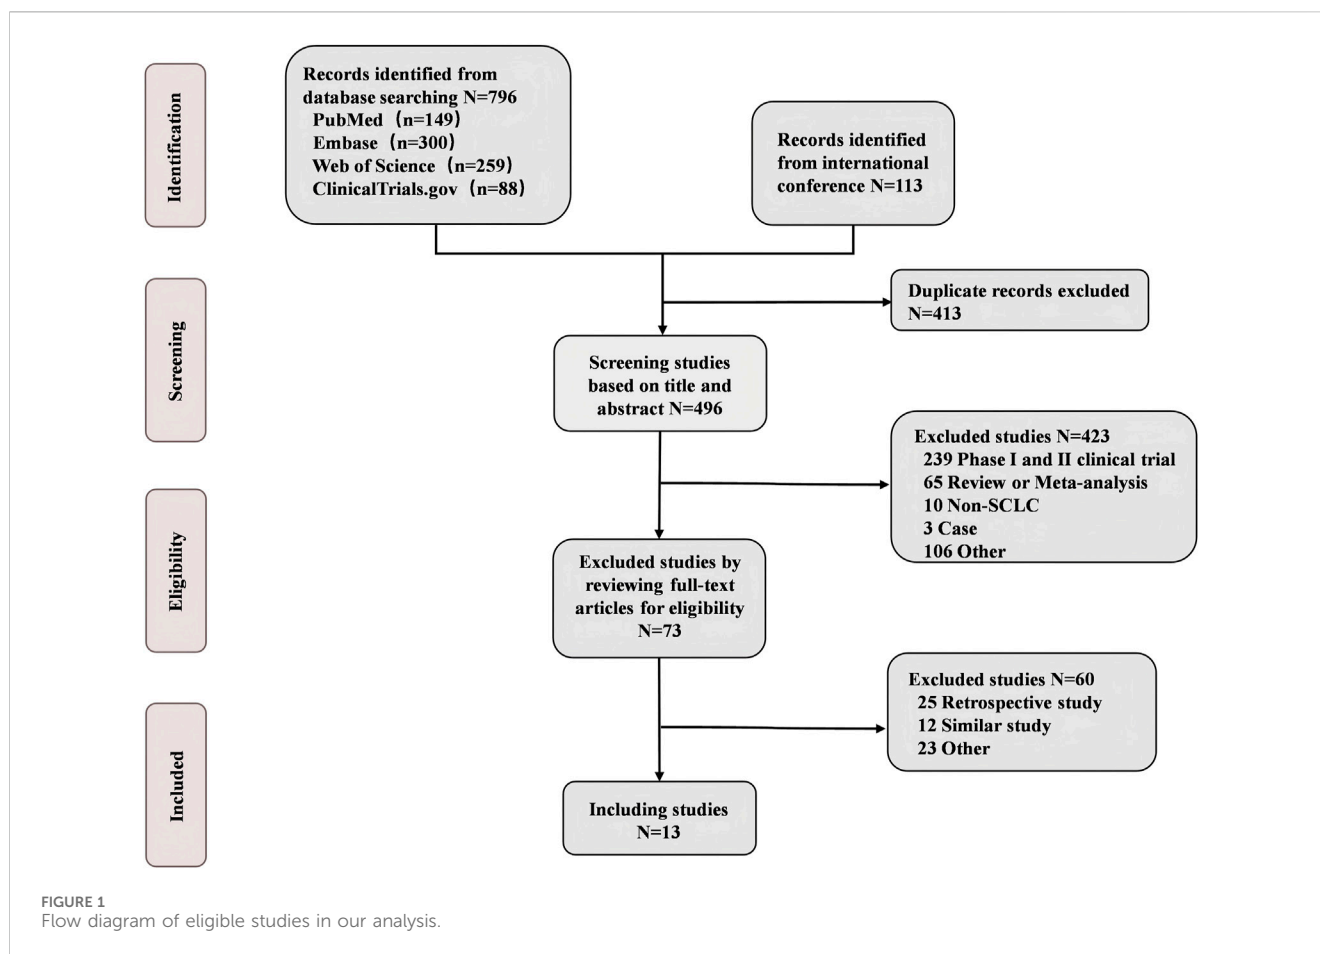 Identification
Records identified from
database searching N=796
PubMed（n=149）
Embase（n=300）
Web of Science（n=259）
ClinicalTrials.gov（n=88）
Records identified
from international
conference N=113
Screening
Duplicate records excluded
N=413
Screening studies
based on title and
abstract N=496
Excluded studies N=423
239 Phase I and II clinical trial
65 Review or Meta-analysis
10 Non-SCLC
3 Case
106 Other
Eligibility
Excluded studies by
reviewing full-text
articles for eligibility
N=73
Excluded studies N=60
25 Retrospective study
12 Similar study
23 Other
Included
Including studies
N=13
FIGURE 1
Flow diagram of eligible studies in our analysis.